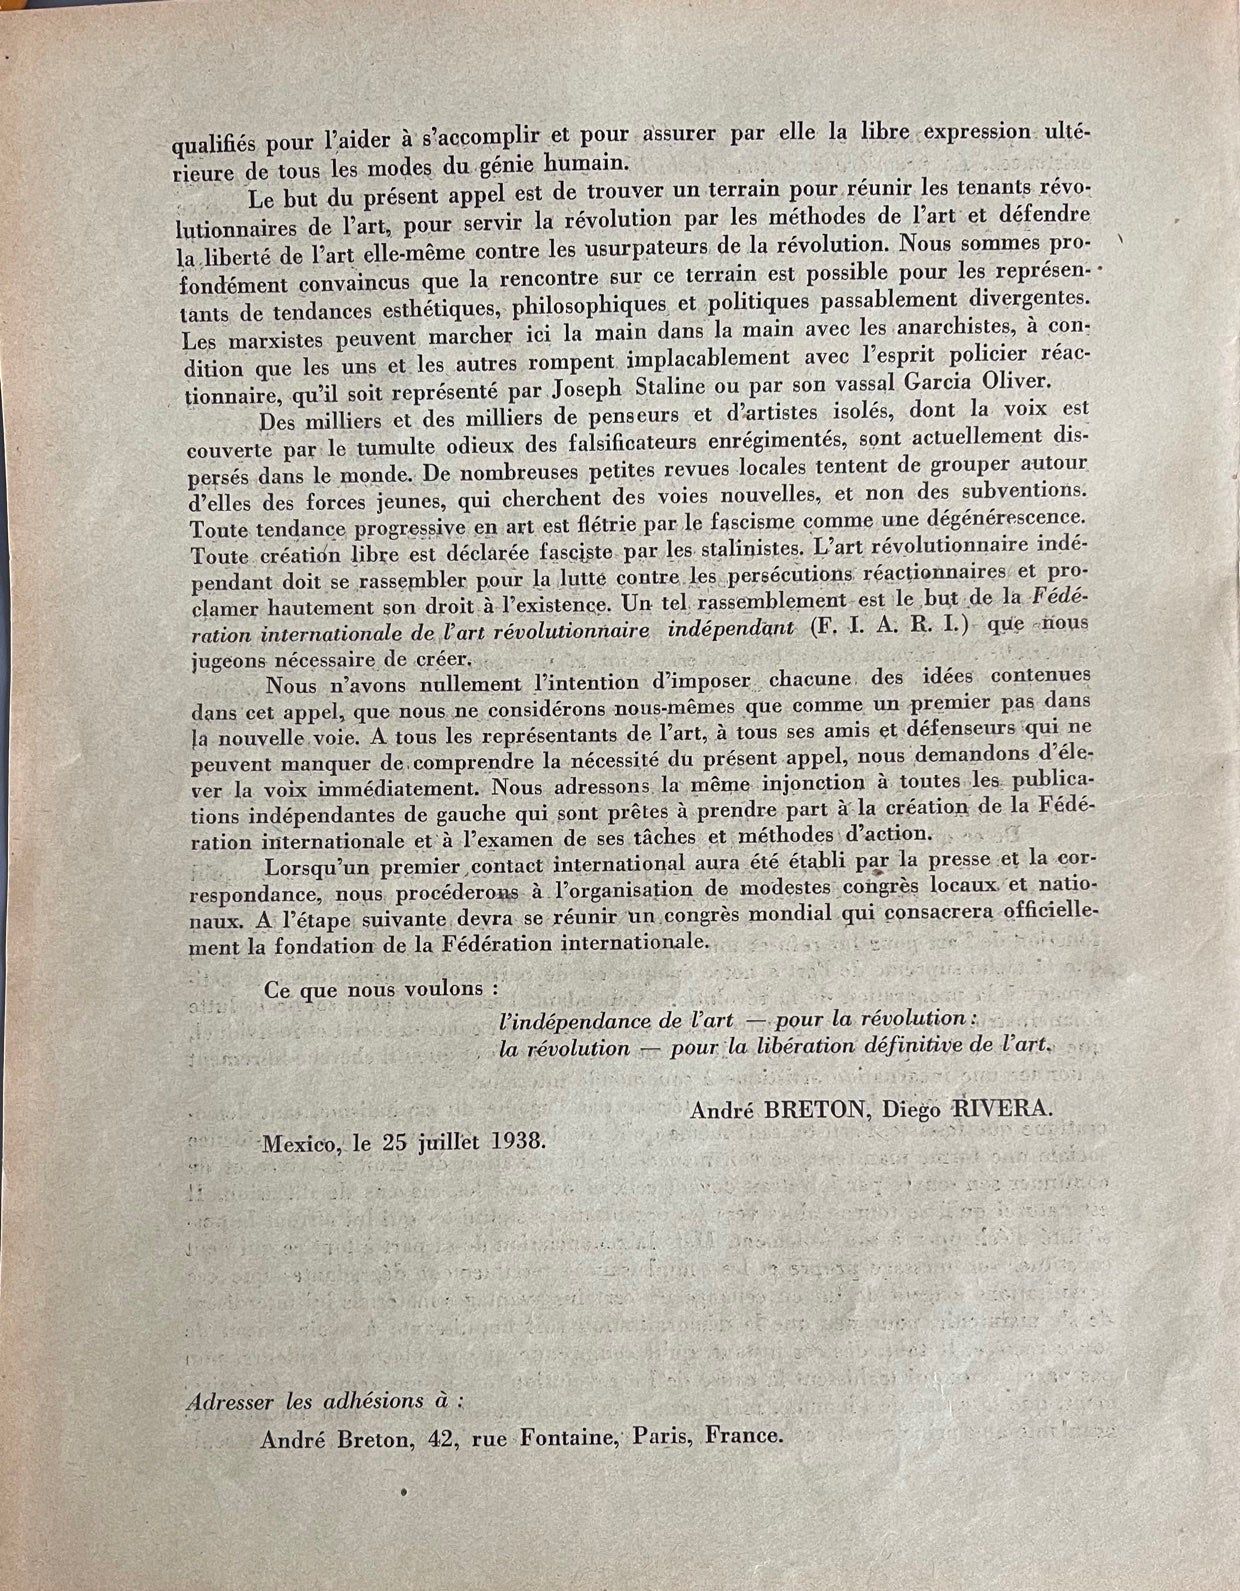 qualifiés pour l'aider à s'accomplir et pour assurer par elle la libre expression ulté-
rieure de tous les modes du génie humain.
Le but du présent appel est de trouver un terrain pour réunir les tenants révo-
lutionnaires de l'art, pour servir la révolution par les méthodes de l'art et défendre
la liberté de l'art elle-même contre les usurpateurs de la révolution. Nous sommes pro-
fondément convaincus que la rencontre sur ce terrain est possible pour les représen-
tants de tendances esthétiques, philosophiques et politiques passablement divergentes.
Les marxistes peuvent marcher ici la main dans la main avec les anarchistes, à con-
dition que les uns et les autres rompent implacablement avec l'esprit policier réac-
tionnaire, qu'il soit représenté par Joseph Staline ou par son vassal Garcia Oliver.
Des milliers et des milliers de penseurs et d'artistes isolés, dont la voix est
couverte par le tumulte odieux des falsificateurs enrégimentés, sont actuellement dis-
persés dans le monde. De nombreuses petites revues locales tentent de grouper autour
d'elles des forces jeunes, qui cherchent des voies nouvelles, et non des subventions.
Toute tendance progressive en art est flétrie par le fascisme comme une dégénérescence.
Toute création libre est déclarée fasciste par les stalinistes. L'art révolutionnaire indé-
pendant doit se rassembler pour la lutte contre les persécutions réactionnaires et pro-
clamer hautement son droit à l'existence. Un tel rassemblement est le but de la Fédé-
ration internationale de l'art révolutionnaire indépendant (F. I. A. R. I.) que nous
jugeons nécessaire de créer.
Nous n'avons nullement l'intention d'imposer chacune des idées contenues
dans cet appel, que nous ne considérons nous-mêmes que comme un premier pas dans
la nouvelle voie. A tous les représentants de l'art, à tous ses amis et défenseurs qui ne
peuvent manquer de comprendre la nécessité du présent appel, nous demandons d'éle-
ver la voix immédiatement. Nous adressons la même injonction à toutes les publica-
tions indépendantes de gauche qui sont prêtes à prendre part à la création de la Fédé-
ration internationale et à l'examen de ses tâches et méthodes d'action.
Lorsqu'un premier contact international aura été établi par la presse et la cor-
respondance, nous procéderons à l'organisation de modestes congrès locaux et natio-
naux. A l'étape suivante devra se réunir un congrès mondial qui consacrera officielle-
ment la fondation de la Fédération internationale.
Ce que nous voulons :
l'indépendance de l'art — pour la révolution :
la révolution — pour la libération définitive de l'art.
André BRETON, Diego RIVERA.
Mexico, le 25 juillet 1938.
Adresser les adhésions à :
André Breton, 42, rue Fontaine, Paris, France.